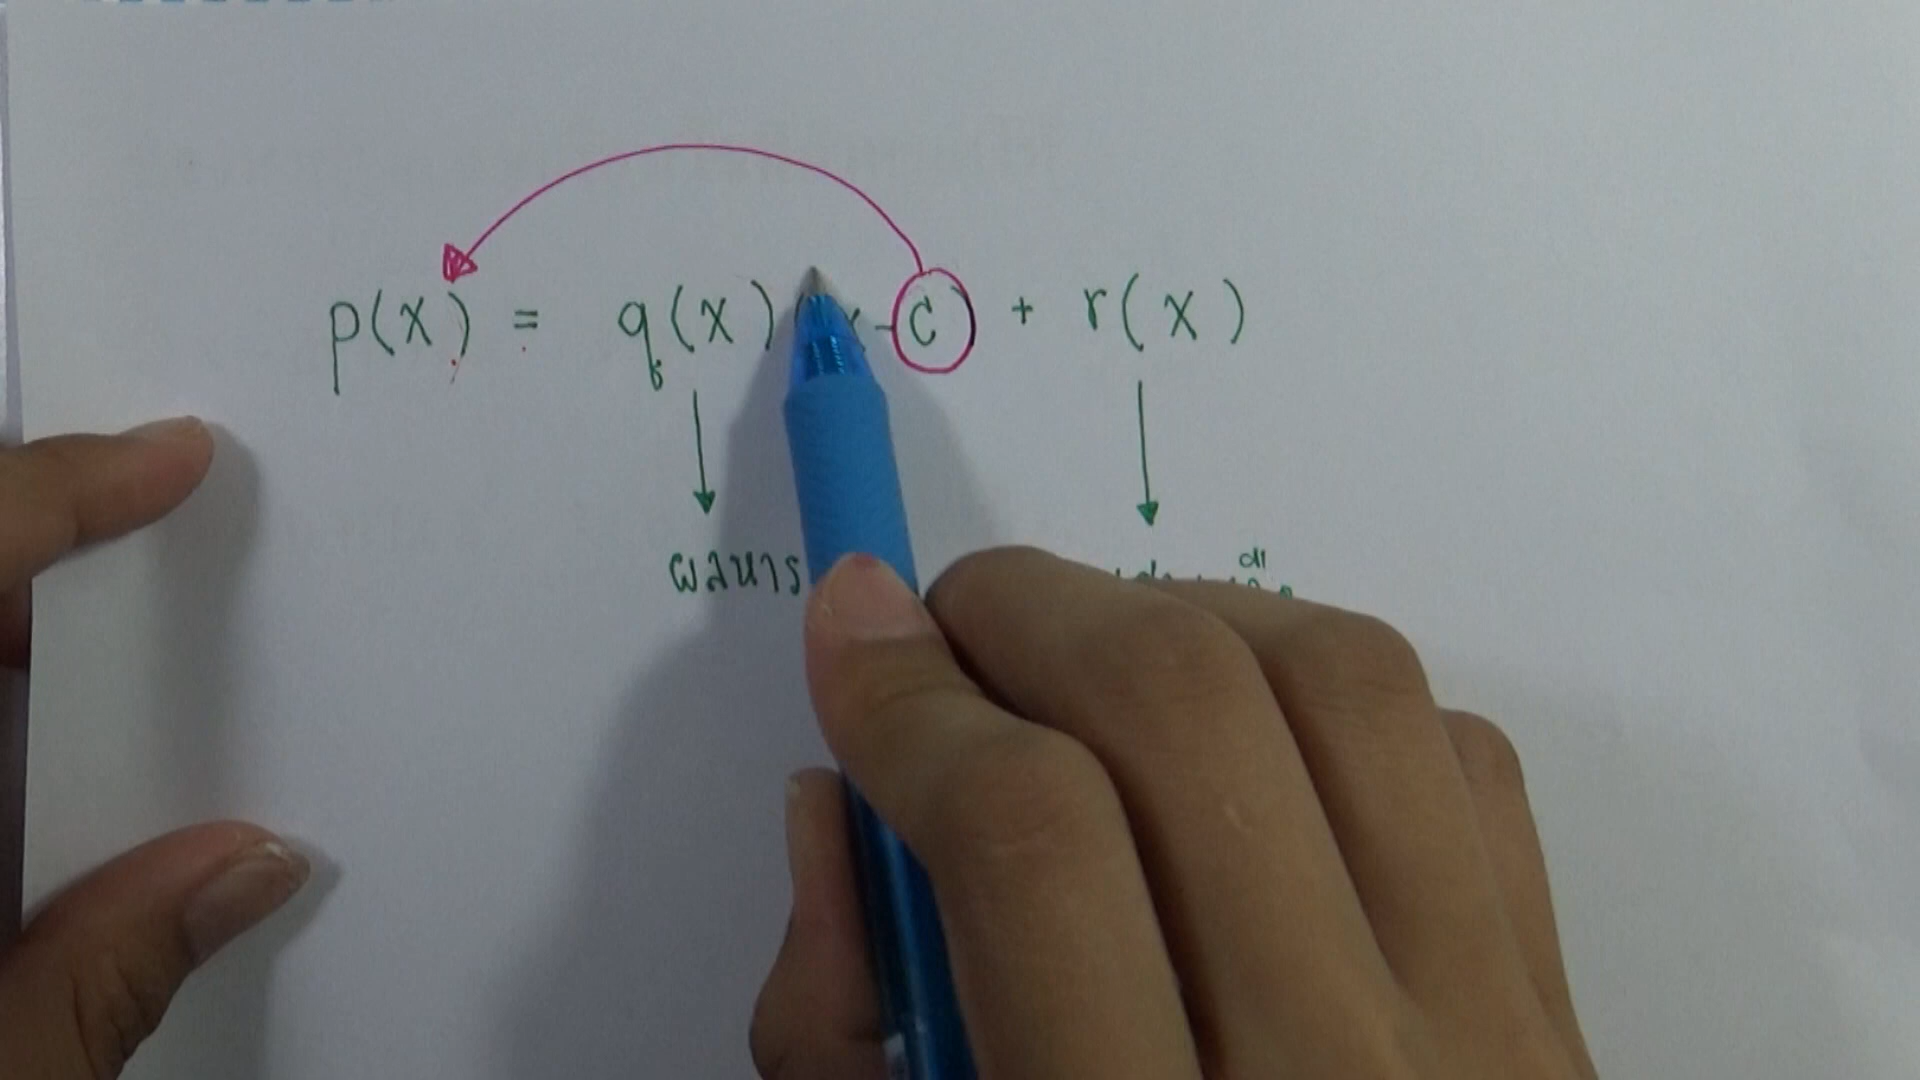 p(x) = q(x)(x-c) + r(x)
ผลหาร